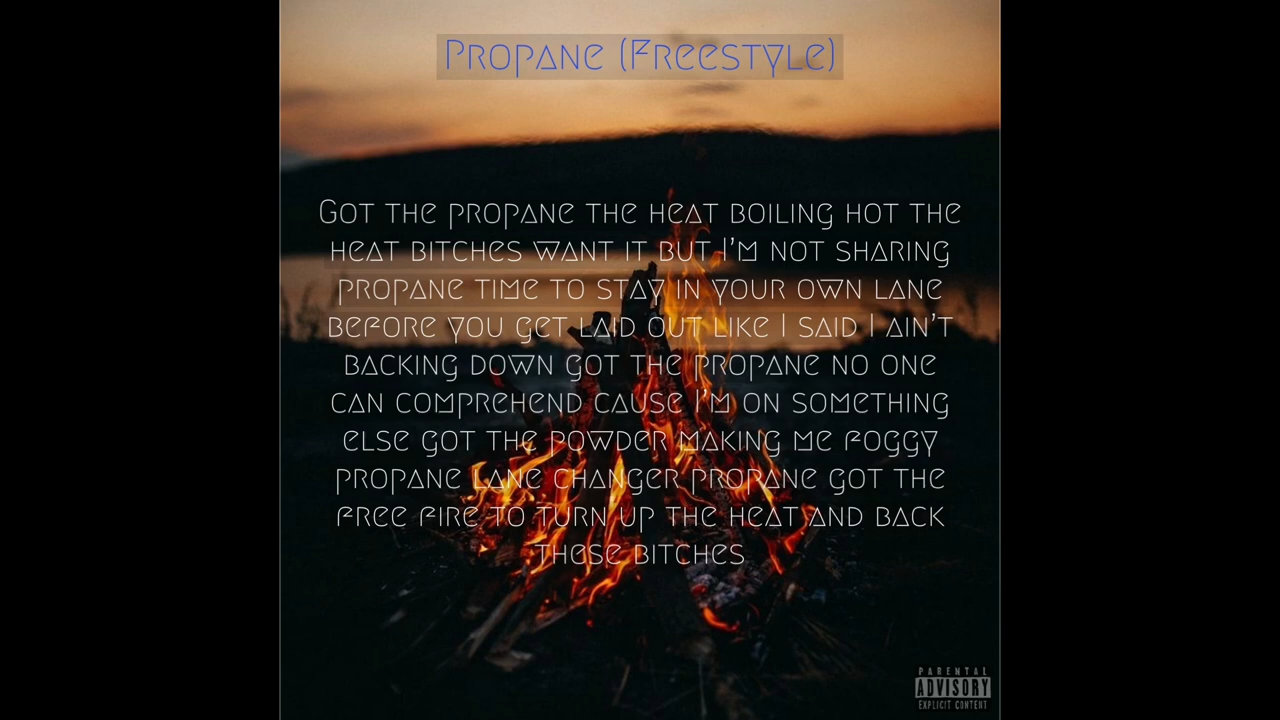 Propane (Freestyle)
Got the propane the heat boiling hot the
heat bitches want it but I'm not sharing
propane time to stay in your own lane
before you get laid out like I said I ain't
backing down got the propane no one
can comprehend cause I'm on something
else got the powder making me foggy
propane lane changer propane got the
free fire to turn up the heat and back
these bitches
PARENTAL
ADVISORY
EXPLICIT CONTENT